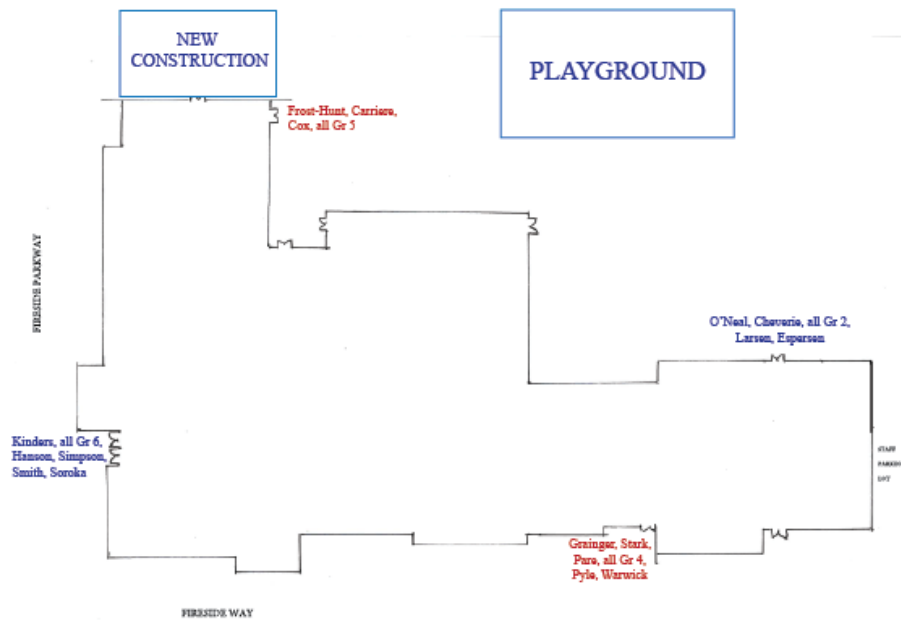 NEW
CONSTRUCTION
PLAYGROUND
Frost-Hunt, Carriere,
Cox, all Gr 5
FIRESIDE PARKWAY
O'Neal, Cheverie, all Gr 2,
Larsen, Espersen
Kinders, all Gr 6,
Hanson, Simpson,
Smith, Soroka
STAFF
PARKING
LOT
Grainger, Stark,
Pare, all Gr 4,
Pyle, Warwick
FIRESIDE WAY